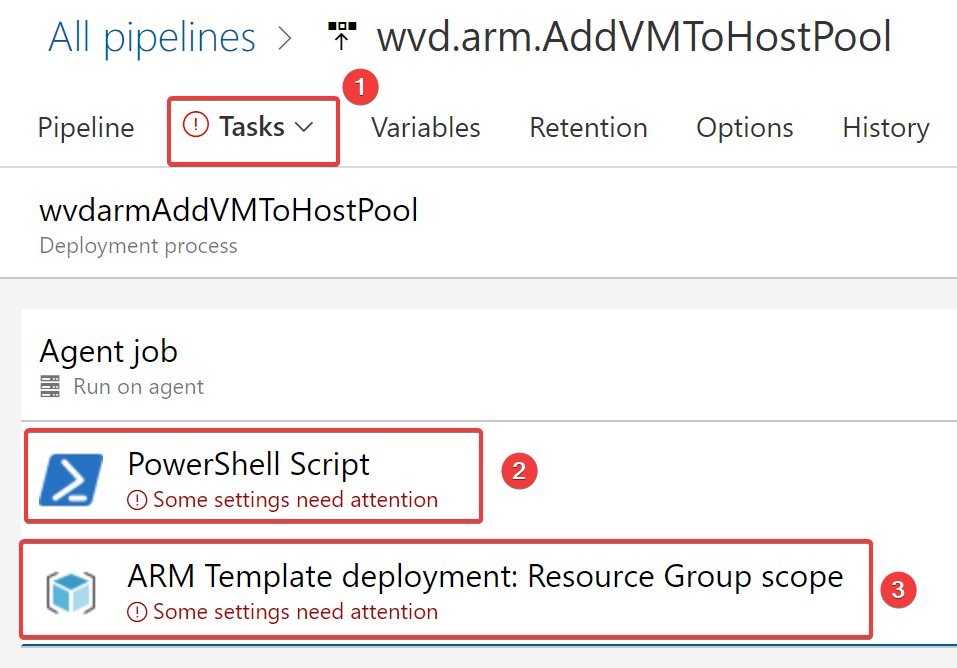 All pipelines > wvd.arm.AddVMToHostPool
1
Pipeline Tasks Variables Retention Options History
wvdarmAddVMToHostPool
Deployment process
Agent job
Run on agent
PowerShell Script
Some settings need attention
2
ARM Template deployment: Resource Group scope
Some settings need attention
3